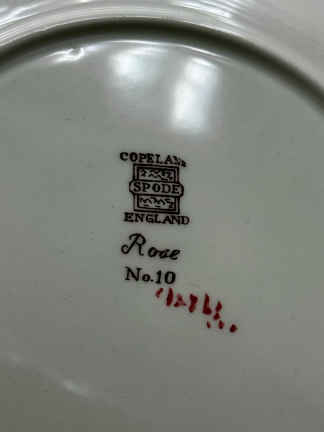 COPELAND
SPODE
ENGLAND
Rose
No.10